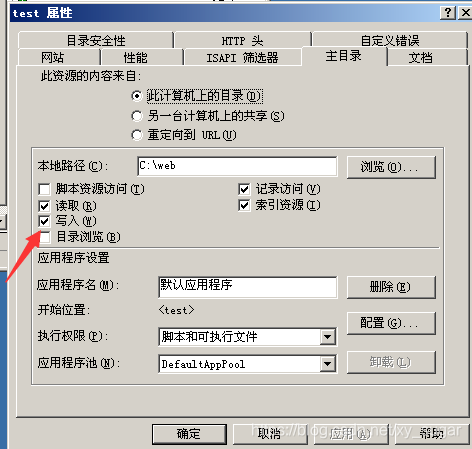 test 属性
目录安全性 HTTP 头 自定义错误
网站 性能 ISAPI 筛选器 主目录 文档
此资源的内容来自:
此计算机上的目录(D)
另一台计算机上的共享(S)
重定向到 URL(U)
本地路径(C): C:\web 浏览(O)...
脚本资源访问(T) 记录访问(V)
读取(R) 索引资源(I)
写入(W)
目录浏览(B)
应用程序设置
应用程序名(M): 默认应用程序 删除(E)
开始位置: <test>
配置(G)...
执行权限(P): 脚本和可执行文件
应用程序池(N): DefaultAppPool 卸载(L)
确定 取消 应用(A) 帮助